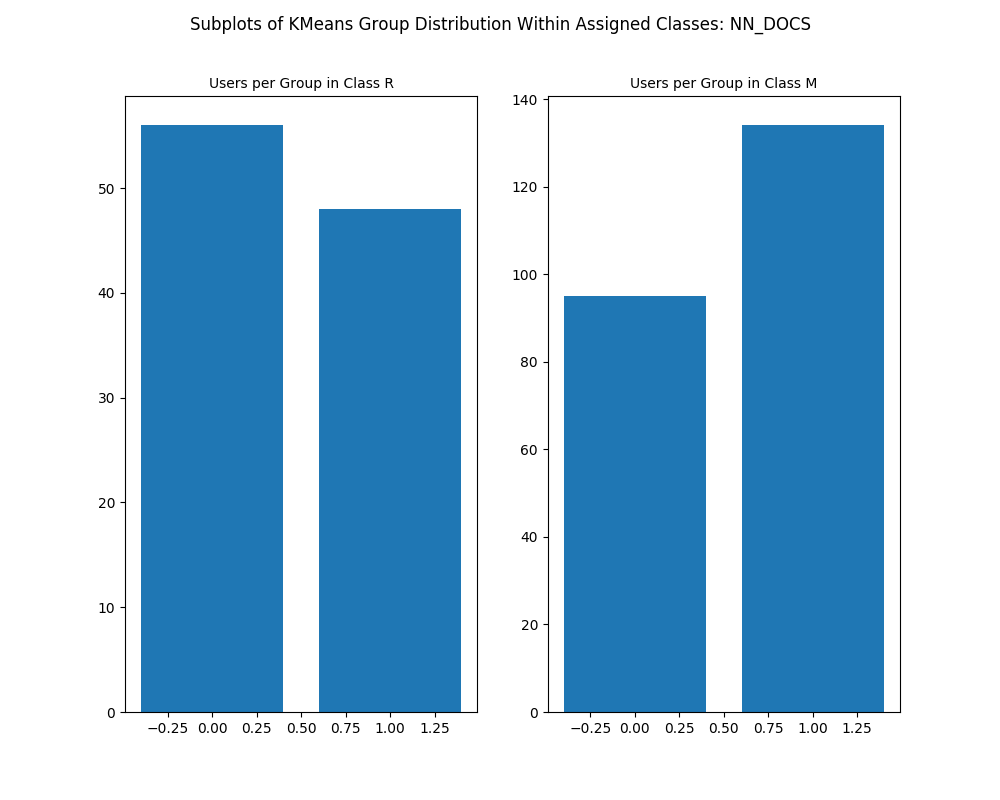 Subplots of KMeans Group Distribution Within Assigned Classes: NN_DOCS
Users per Group in Class R
50
40
30
20
10
0
−0.25 0.00 0.25 0.50 0.75 1.00 1.25
Users per Group in Class M
140
120
100
80
60
40
20
0
−0.25 0.00 0.25 0.50 0.75 1.00 1.25